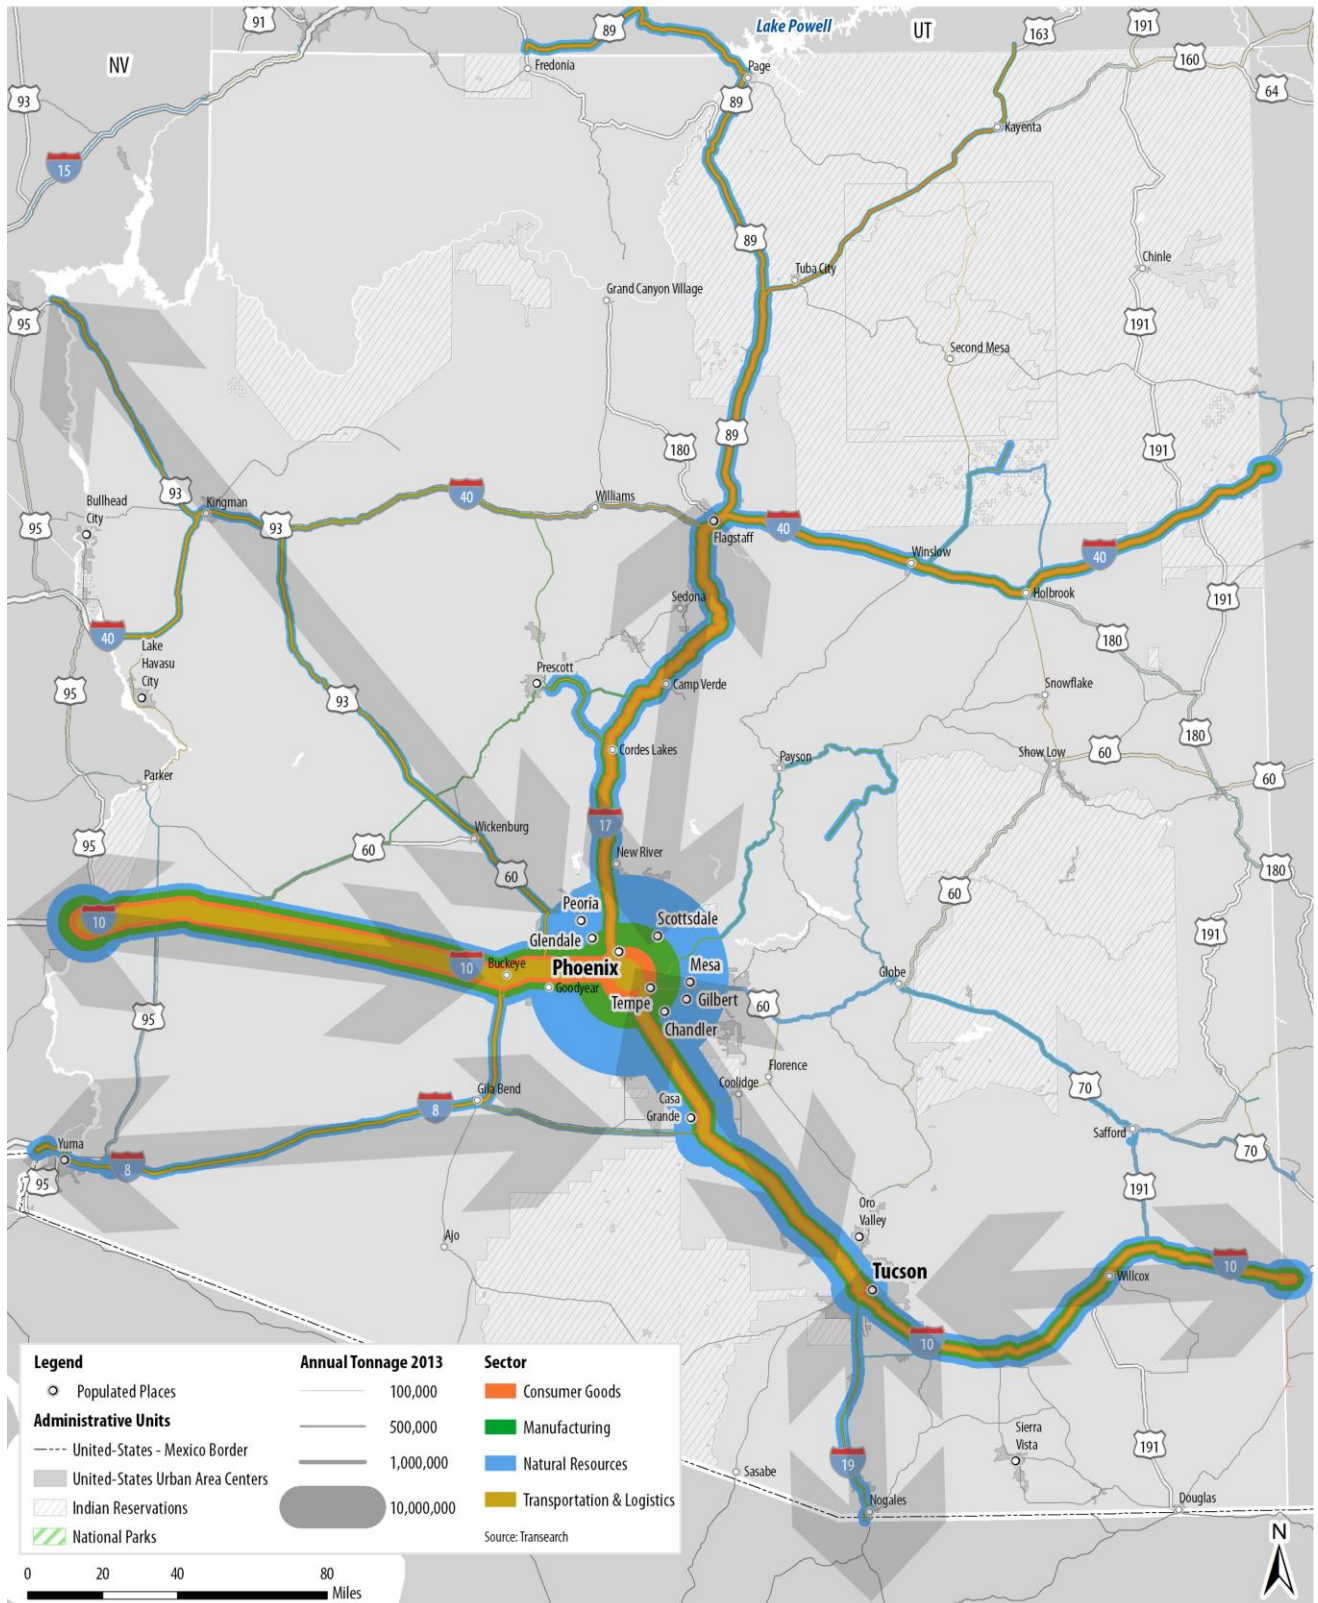 91
89
Lake Powell
UT
163
191
NV
Fredonia
Page
160
93
89
64
Kayenta
15
89
Tuba City
Chinle
Grand Canyon Village
95
191
Second Mesa
89
180
191
93
40
Williams
Bullhead
City
Kingman
93
95
Flagstaff
40
Winslow
40
Sedona
Holbrook
191
40
Lake
Havasu
City
180
95
Prescott
Camp Verde
Snowflake
93
180
Cordes Lakes
Payson
Show Low
60
60
Parker
17
Wickenburg
95
60
New River
60
60
180
Peoria
Scottsdale
10
Glendale
191
10
Buckeye
Phoenix
Mesa
Globe
Goodyear
Tempe
Gilbert
60
95
Chandler
Florence
70
Gila Bend
Coolidge
8
Casa
Grande
Safford
Yuma
8
70
95
191
Oro
Valley
Ajo
Tucson
Willcox
10
10
Sierra
Vista
191
19
Sasabe
Nogales
Douglas
Legend
Populated Places
Administrative Units
United-States - Mexico Border
United-States Urban Area Centers
Indian Reservations
National Parks
Annual Tonnage 2013
100,000
500,000
1,000,000
10,000,000
Sector
Consumer Goods
Manufacturing
Natural Resources
Transportation & Logistics
Source: Transearch
N
0 20 40 80
Miles